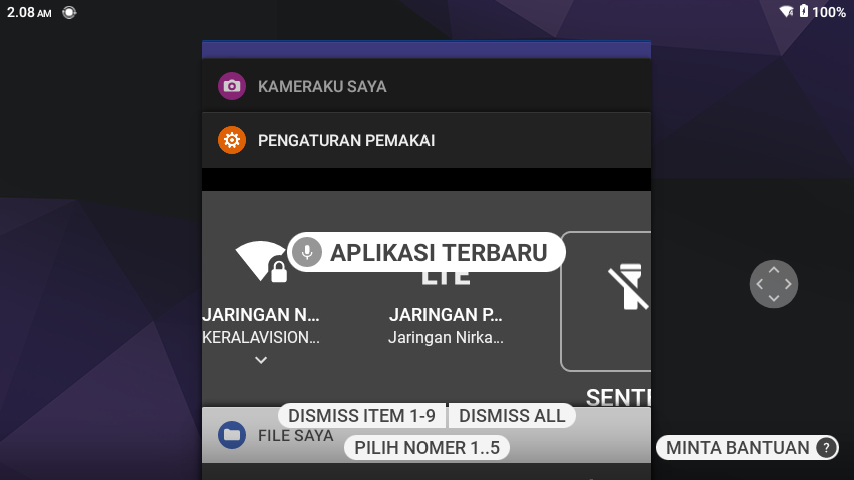 2.08 AM
100%
KAMERAKU SAYA
PENGATURAN PEMAKAI
APLIKASI TERBARU
LTE
JARINGAN N...
KERALAVISION...
JARINGAN P...
Jaringan Nirka...
DISMISS ITEM 1-9
DISMISS ALL
FILE SAYA
PILIH NOMER 1..5
MINTA BANTUAN ?